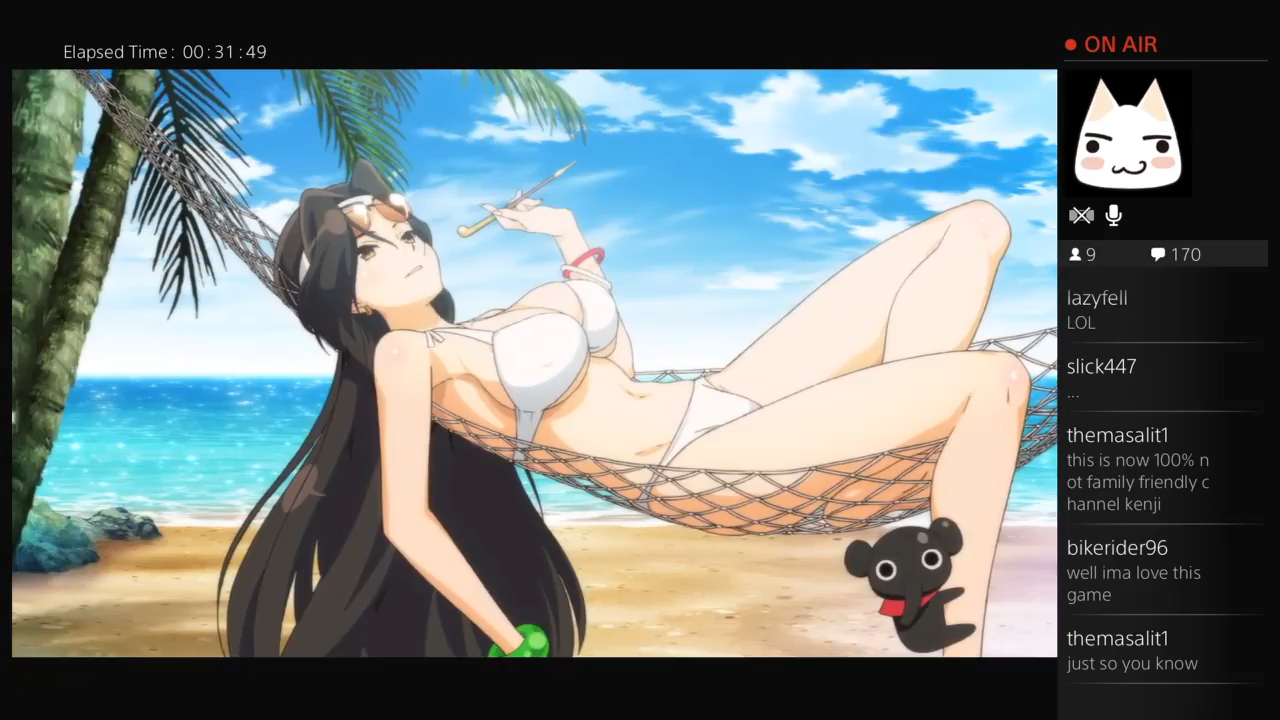 Elapsed Time: 00:31:49
ON AIR
9 170
lazyfell
LOL
slick447
...
themasalit1
this is now 100% n
ot family friendly c
hannel kenji
bikerider96
well ima love this
game
themasalit1
just so you know